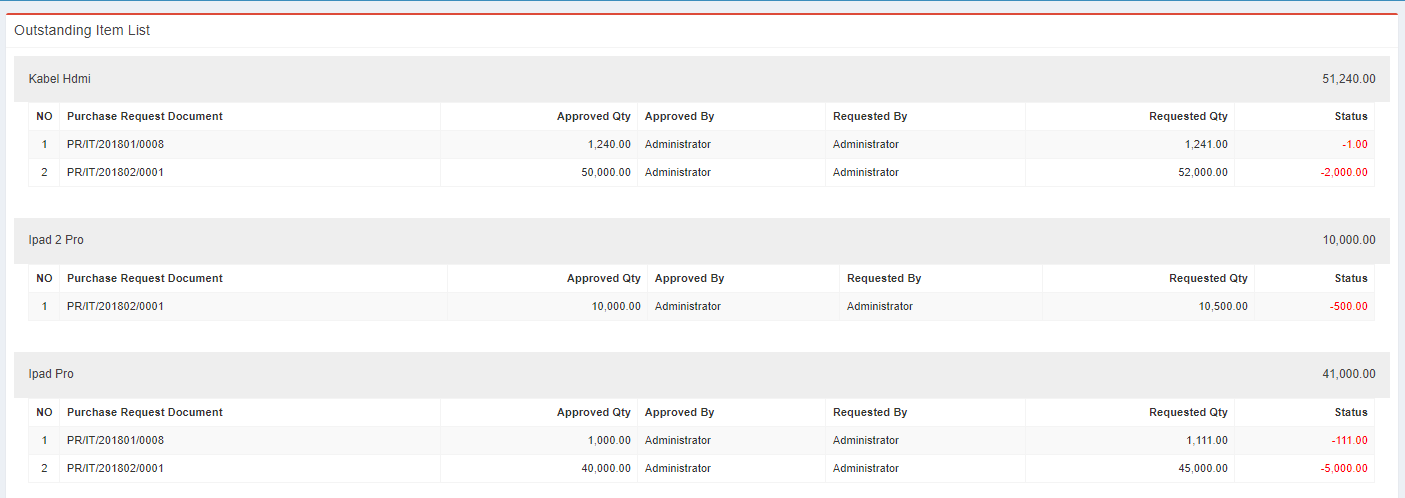 Outstanding Item List
Kabel Hdmi 51,240.00
NO Purchase Request Document Approved Qty Approved By Requested By Requested Qty Status
1 PR/IT/201801/0008 1,240.00 Administrator Administrator 1,241.00 -1.00
2 PR/IT/201802/0001 50,000.00 Administrator Administrator 52,000.00 -2,000.00
Ipad 2 Pro 10,000.00
NO Purchase Request Document Approved Qty Approved By Requested By Requested Qty Status
1 PR/IT/201802/0001 10,000.00 Administrator Administrator 10,500.00 -500.00
Ipad Pro 41,000.00
NO Purchase Request Document Approved Qty Approved By Requested By Requested Qty Status
1 PR/IT/201801/0008 1,000.00 Administrator Administrator 1,111.00 -111.00
2 PR/IT/201802/0001 40,000.00 Administrator Administrator 45,000.00 -5,000.00